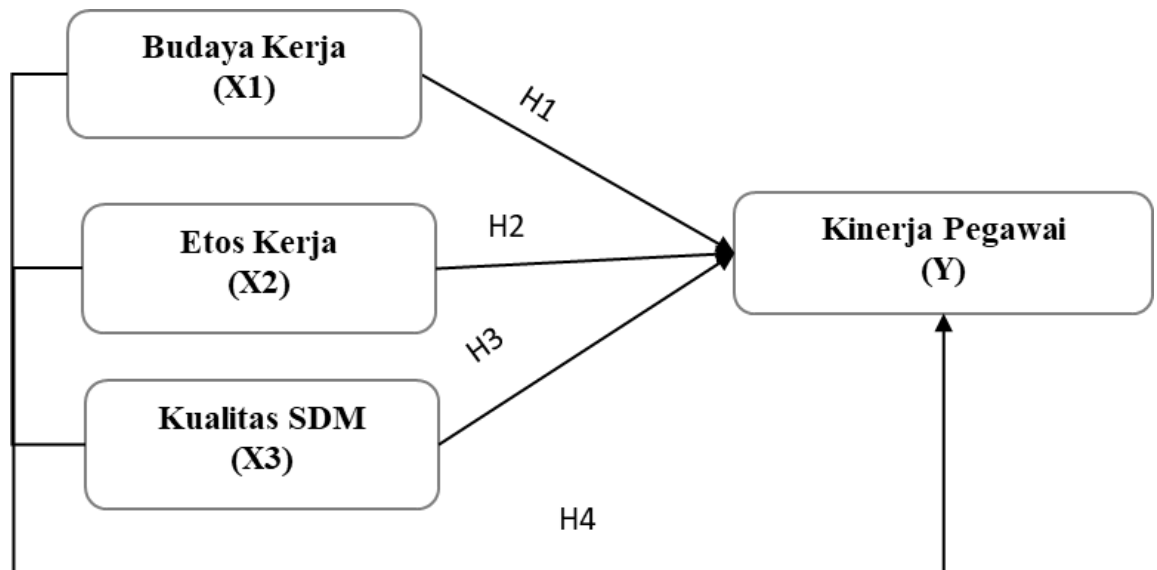 Budaya Kerja
(X1)
H1
Etos Kerja
(X2)
H2
Kinerja Pegawai
(Y)
H3
Kualitas SDM
(X3)
H4